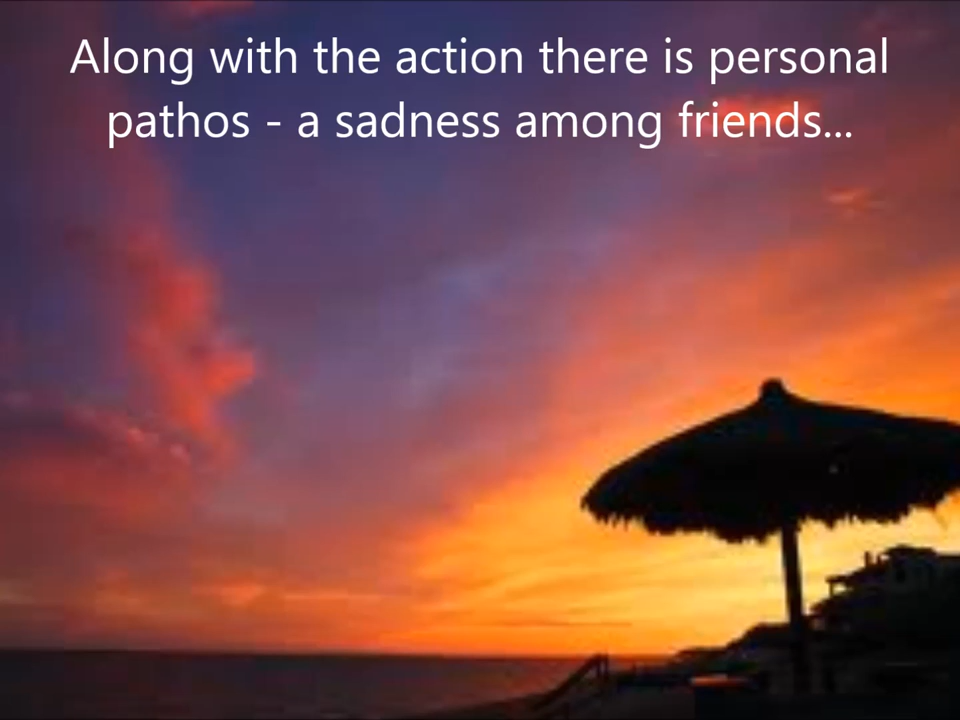 Along with the action there is personal
pathos - a sadness among friends...